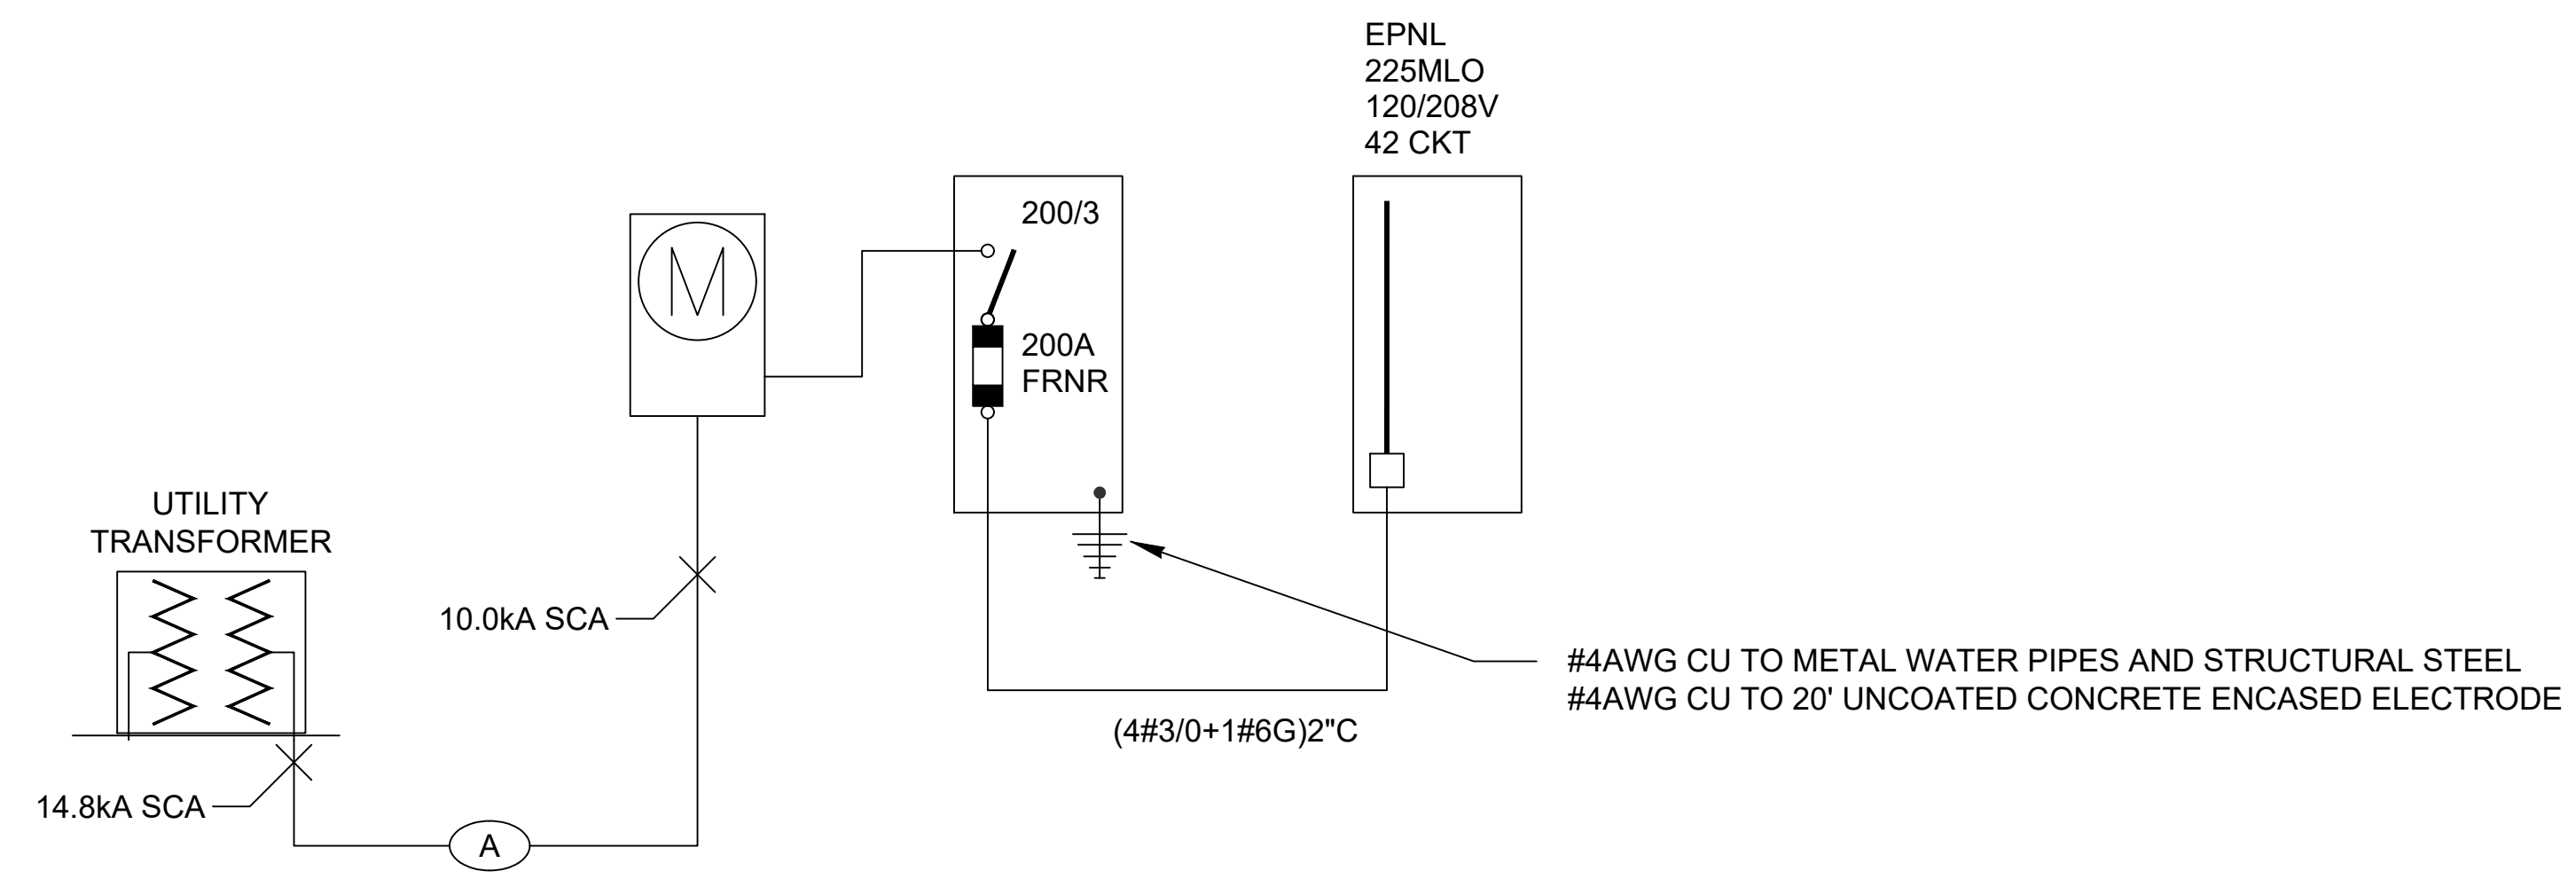 EPNL
225MLO
120/208V
42 CKT
200/3
M
200A
FRNR
UTILITY
TRANSFORMER
10.0kA SCA
#4AWG CU TO METAL WATER PIPES AND STRUCTURAL STEEL
#4AWG CU TO 20' UNCOATED CONCRETE ENCASED ELECTRODE
(4#3/0+1#6G)2"C
14.8kA SCA
A